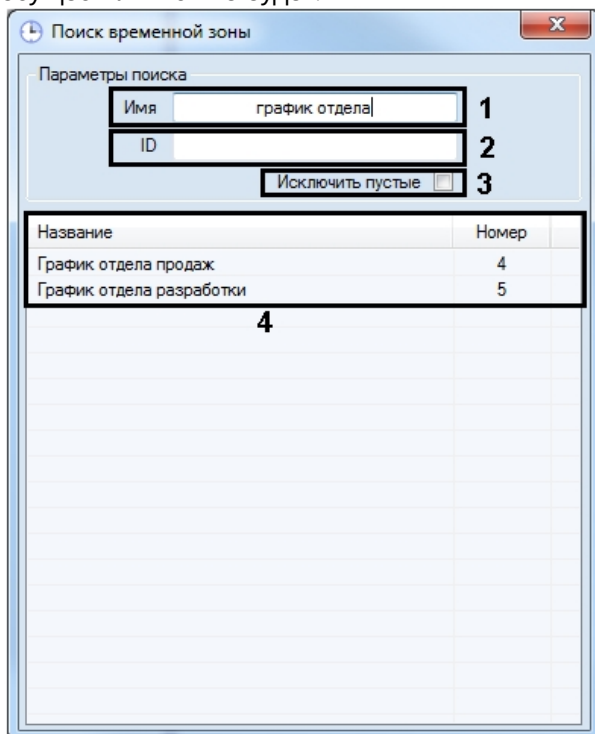 Поиск временной зоны
Параметры поиска
Имя график отдела 1
ID 2
Исключить пустые 3
Название Номер
График отдела продаж 4
График отдела разработки 5
4